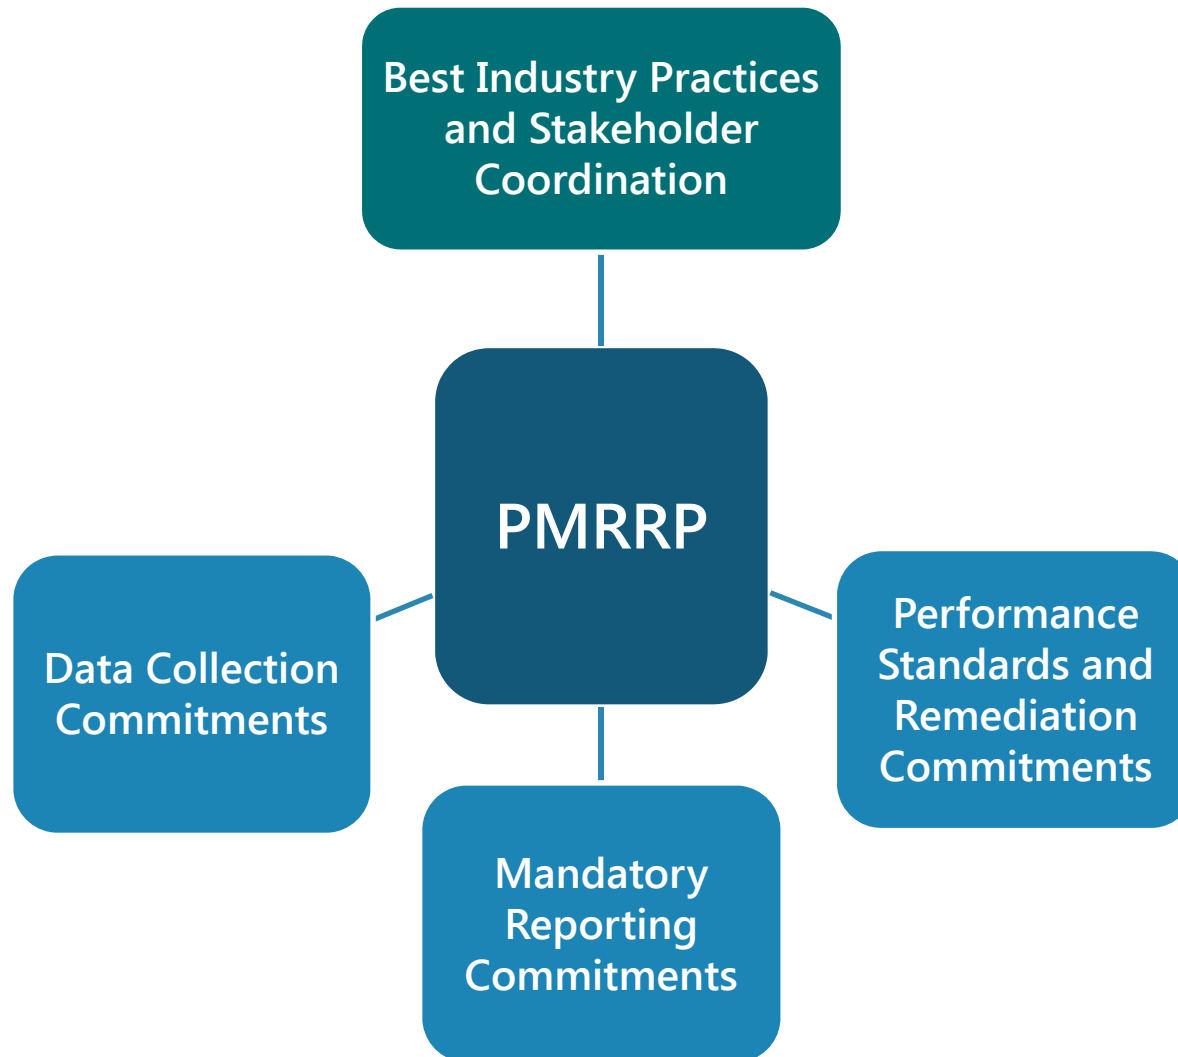 Best Industry Practices
and Stakeholder
Coordination
PMRRP
Data Collection
Commitments
Performance
Standards and
Remediation
Commitments
Mandatory
Reporting
Commitments